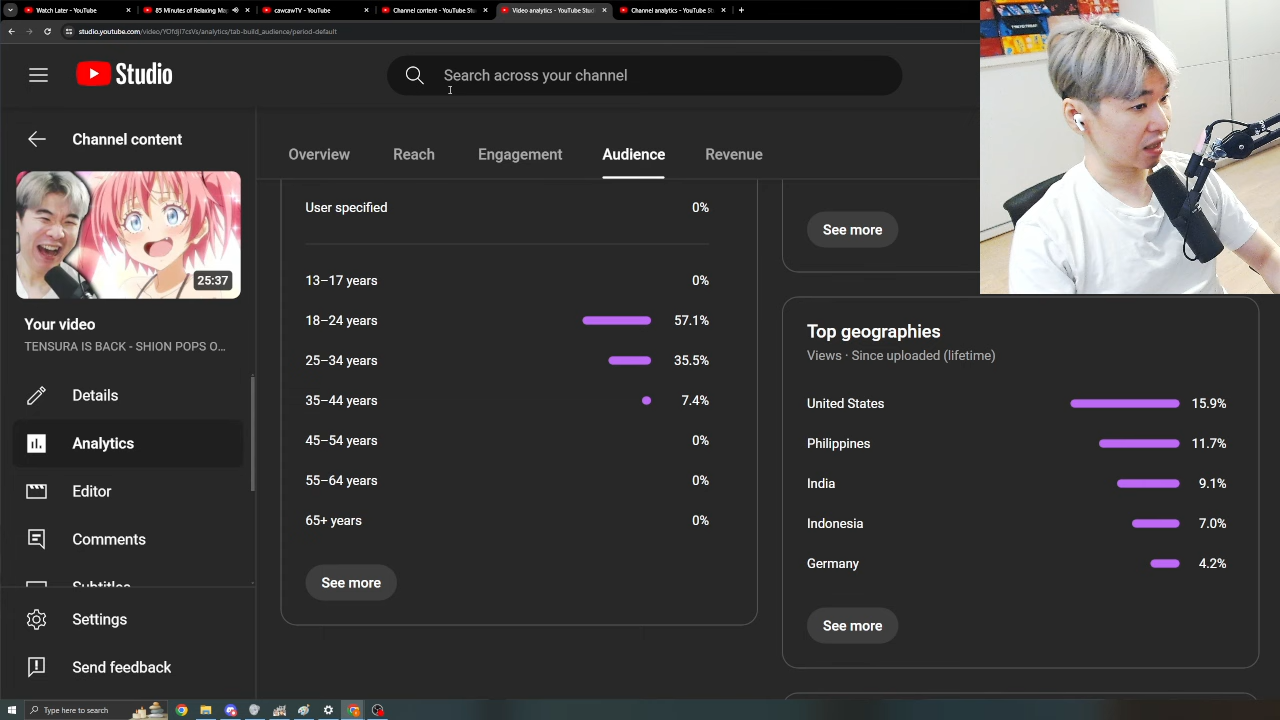 Watch Later - YouTube
85 Minutes of Relaxing Ma
cawcawTV - YouTube
Channel content - YouTube Stu
Video analytics - YouTube Stud
Channel analytics - YouTube St
studio.youtube.com/video/YOfdjI7csVs/analytics/tab-build_audience/period-default
Studio
Search across your channel
Channel content
25:37
Your video
TENSURA IS BACK - SHION POPS O…
Details
Analytics
Editor
Comments
Subtitles
Settings
Send feedback
Overview
Reach
Engagement
Audience
Revenue
User specified 0%
13–17 years 0%
18–24 years 57.1%
25–34 years 35.5%
35–44 years 7.4%
45–54 years 0%
55–64 years 0%
65+ years 0%
See more
See more
Top geographies
Views · Since uploaded (lifetime)
United States 15.9%
Philippines 11.7%
India 9.1%
Indonesia 7.0%
Germany 4.2%
See more
Type here to search